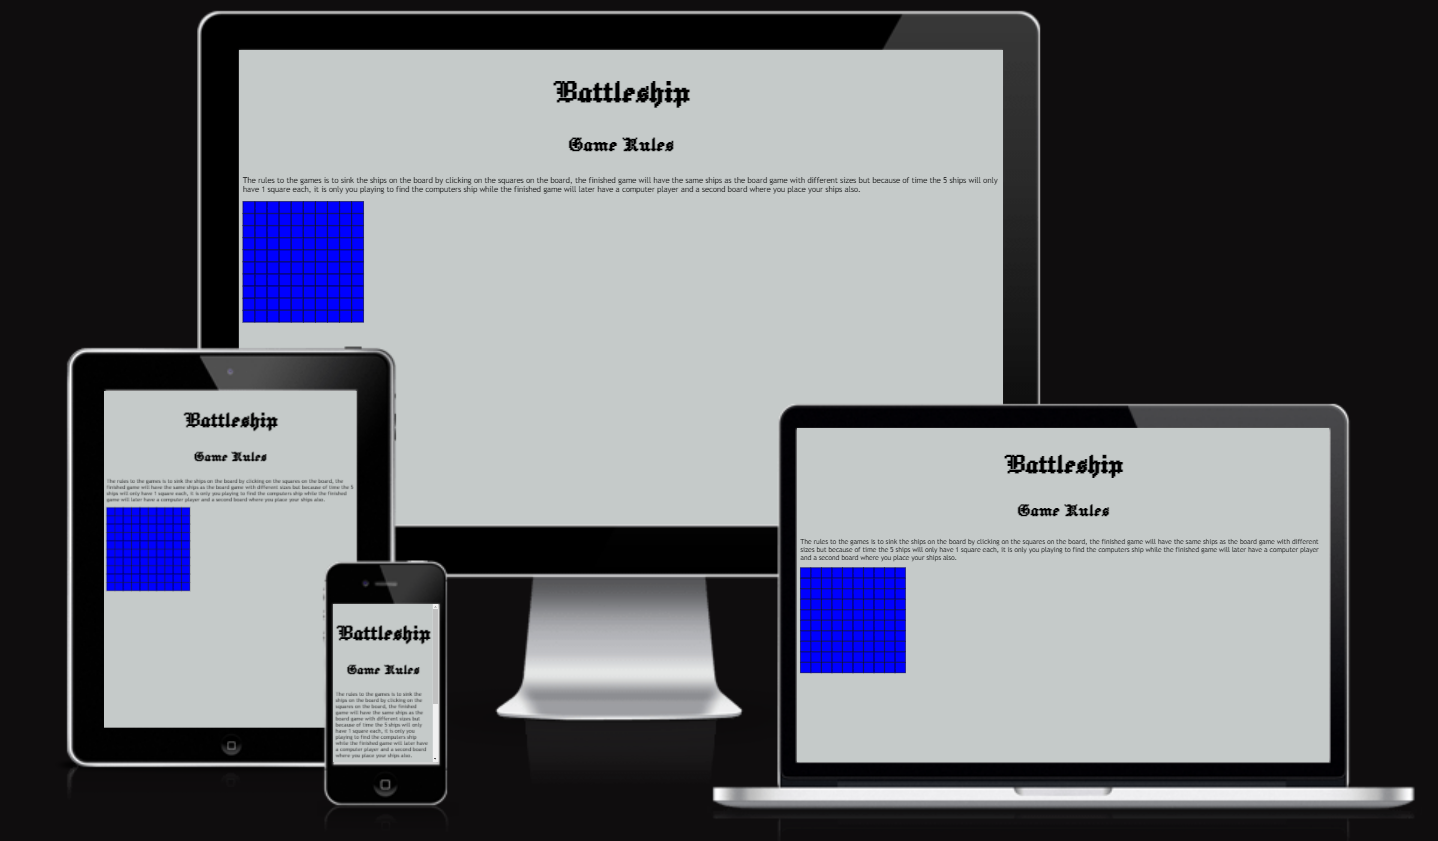 Battleship
Game Rules
The rules to the games is to sink the ships on the board by clicking on the squares on the board, the finished game will have the same ships as the board game with different sizes but because of time the 5 ships will only
have 1 square each, it is only you playing to find the computers ship while the finished game will later have a computer player and a second board where you place your ships also.
Battleship
Game Rules
The rules to the games is to sink the ships on the board by clicking on the squares on the board, the
finished game will have the same ships as the board game with different sizes but because of time the 5
ships will only have 1 square each, it is only you playing to find the computers ship while the finished
game will later have a computer player and a second board where you place your ships also.
Battleship
Game Rules
The rules to the games is to sink the
ships on the board by clicking on the
squares on the board, the finished
game will have the same ships as the
board game with different sizes but
because of time the 5 ships will only
have 1 square each, it is only you
playing to find the computers ship
while the finished game will later have
a computer player and a second board
where you place your ships also.
Battleship
Game Rules
The rules to the games is to sink the ships on the board by clicking on the squares on the board, the finished game will have the same ships as the board game with different
sizes but because of time the 5 ships will only have 1 square each, it is only you playing to find the computers ship while the finished game will later have a computer player
and a second board where you place your ships also.